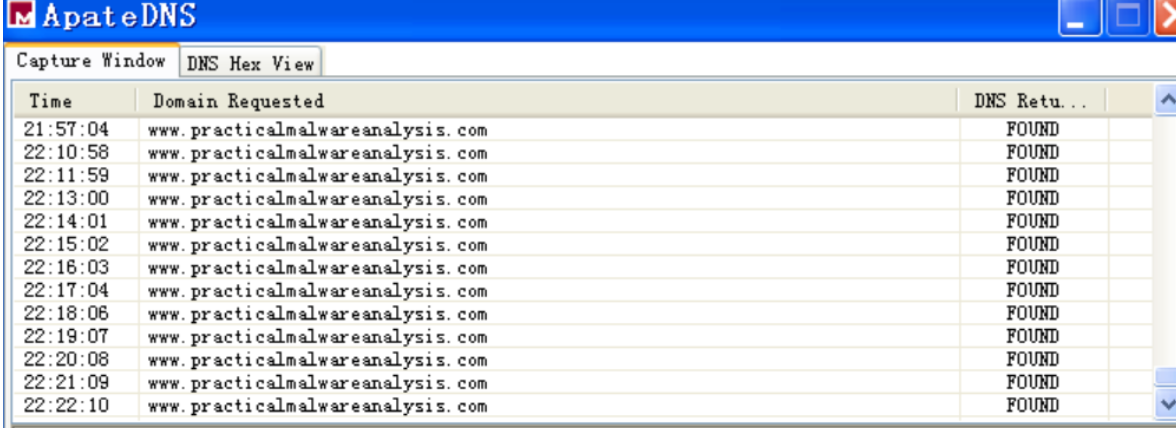 ApateDNS
Capture Window DNS Hex View
Time Domain Requested DNS Retu...
21:57:04 www.practicalmalwareanalysis.com FOUND
22:10:58 www.practicalmalwareanalysis.com FOUND
22:11:59 www.practicalmalwareanalysis.com FOUND
22:13:00 www.practicalmalwareanalysis.com FOUND
22:14:01 www.practicalmalwareanalysis.com FOUND
22:15:02 www.practicalmalwareanalysis.com FOUND
22:16:03 www.practicalmalwareanalysis.com FOUND
22:17:04 www.practicalmalwareanalysis.com FOUND
22:18:06 www.practicalmalwareanalysis.com FOUND
22:19:07 www.practicalmalwareanalysis.com FOUND
22:20:08 www.practicalmalwareanalysis.com FOUND
22:21:09 www.practicalmalwareanalysis.com FOUND
22:22:10 www.practicalmalwareanalysis.com FOUND